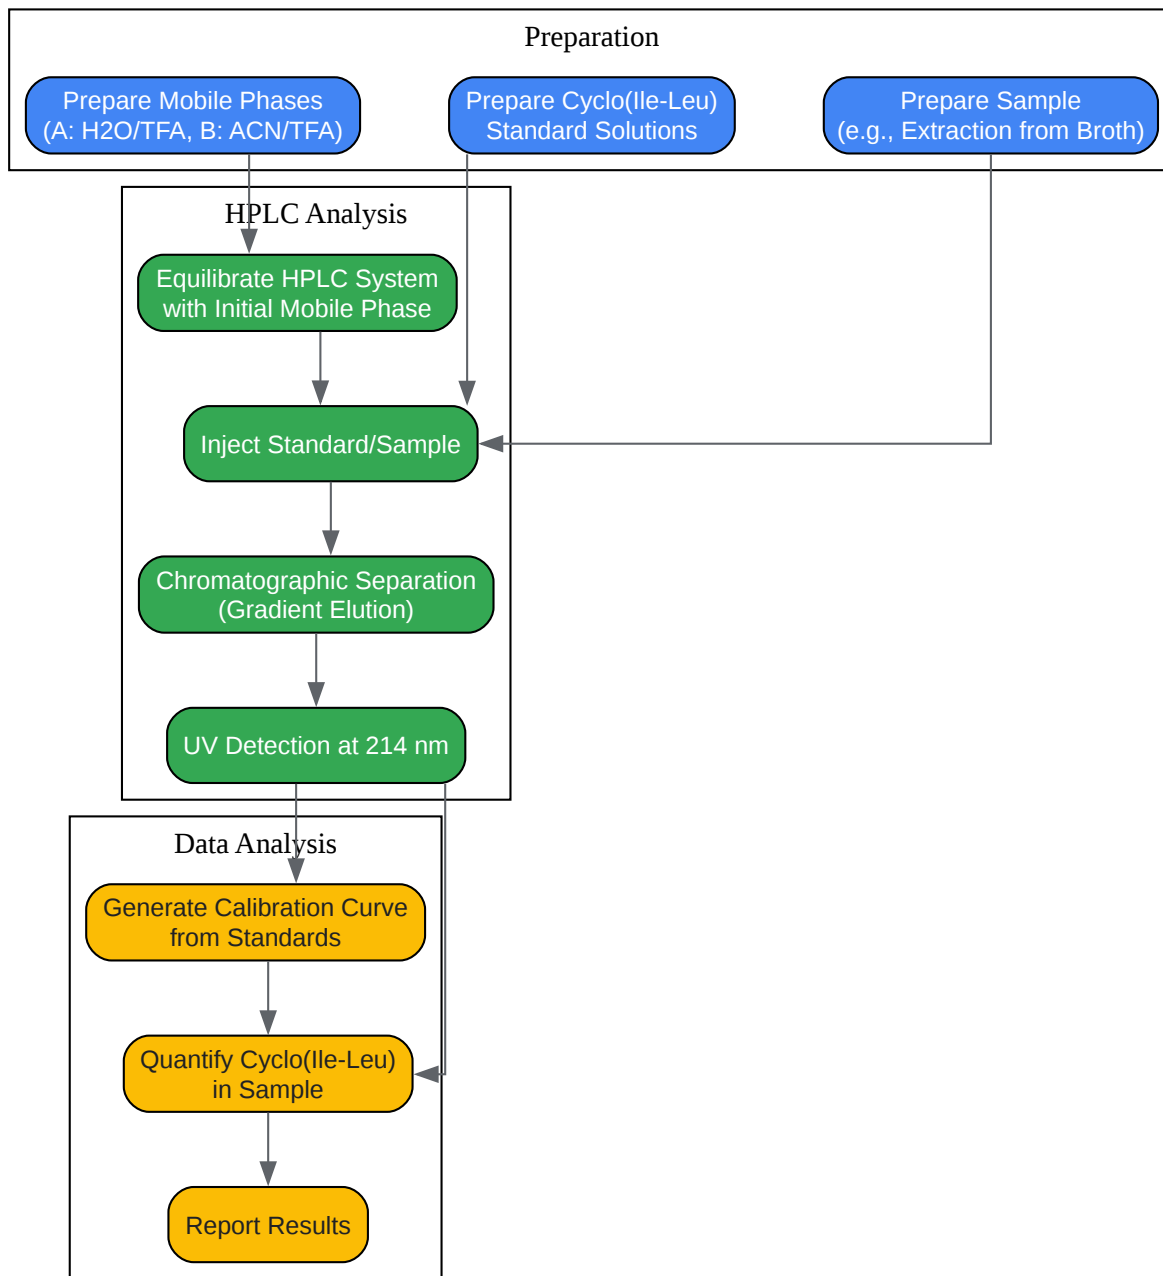 Preparation
Prepare Mobile Phases
(A: H2O/TFA, B: ACN/TFA)
Prepare Cyclo(Ile-Leu)
Standard Solutions
Prepare Sample
(e.g., Extraction from Broth)
HPLC Analysis
Equilibrate HPLC System
with Initial Mobile Phase
Inject Standard/Sample
Chromatographic Separation
(Gradient Elution)
UV Detection at 214 nm
Data Analysis
Generate Calibration Curve
from Standards
Quantify Cyclo(Ile-Leu)
in Sample
Report Results